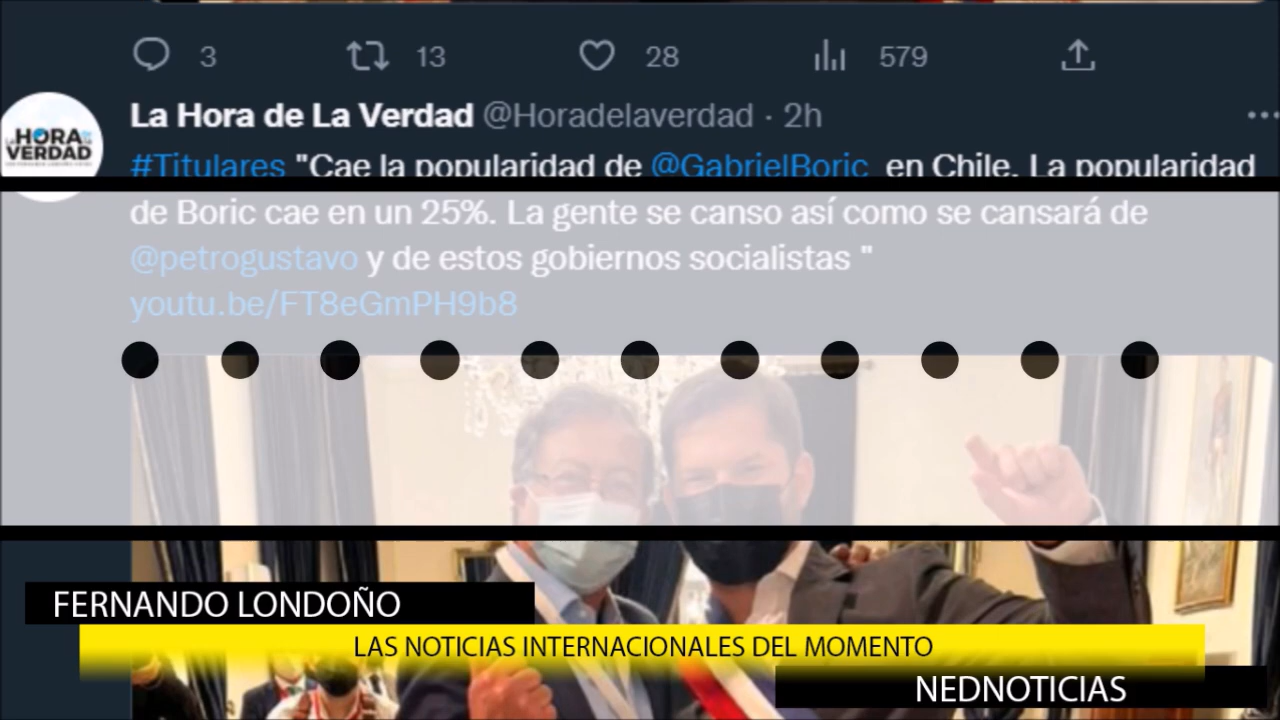 3 13 28 579
La Hora de La Verdad @Horadelaverdad · 2h
HORA
VERDAD
#Titulares "Cae la popularidad de @GabrielBoric en Chile. La popularidad
de Boric cae en un 25%. La gente se canso así como se cansará de
@petrogustavo y de estos gobiernos socialistas "
youtu.be/FT8eGmPH9b8
FERNANDO LONDOÑO
LAS NOTICIAS INTERNACIONALES DEL MOMENTO
NEDNOTICIAS